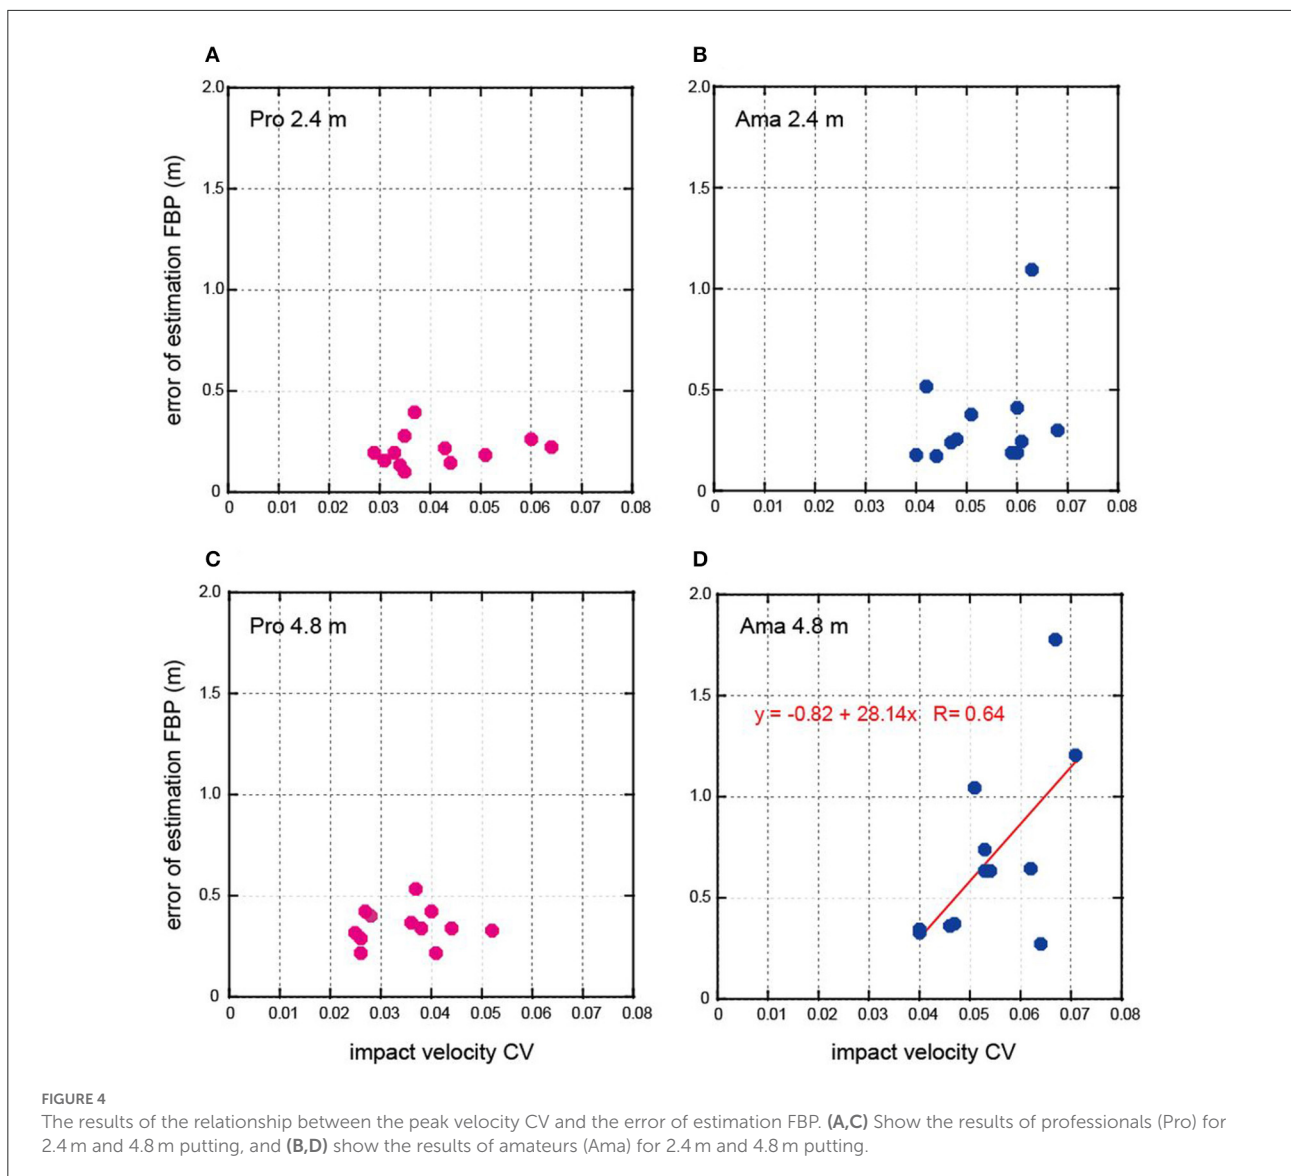 A
B
2.0
1.5
1.0
0.5
0
0 0.01 0.02 0.03 0.04 0.05 0.06 0.07 0.08
Pro 2.4 m
error of estimation FBP (m)
2.0
1.5
1.0
0.5
0
0 0.01 0.02 0.03 0.04 0.05 0.06 0.07 0.08
Ama 2.4 m
C
D
2.0
1.5
1.0
0.5
0
0 0.01 0.02 0.03 0.04 0.05 0.06 0.07 0.08
Pro 4.8 m
error of estimation FBP (m)
impact velocity CV
2.0
1.5
1.0
0.5
0
0 0.01 0.02 0.03 0.04 0.05 0.06 0.07 0.08
Ama 4.8 m
y = -0.82 + 28.14x R= 0.64
impact velocity CV
FIGURE 4
The results of the relationship between the peak velocity CV and the error of estimation FBP. (A,C) Show the results of professionals (Pro) for
2.4 m and 4.8 m putting, and (B,D) show the results of amateurs (Ama) for 2.4 m and 4.8 m putting.